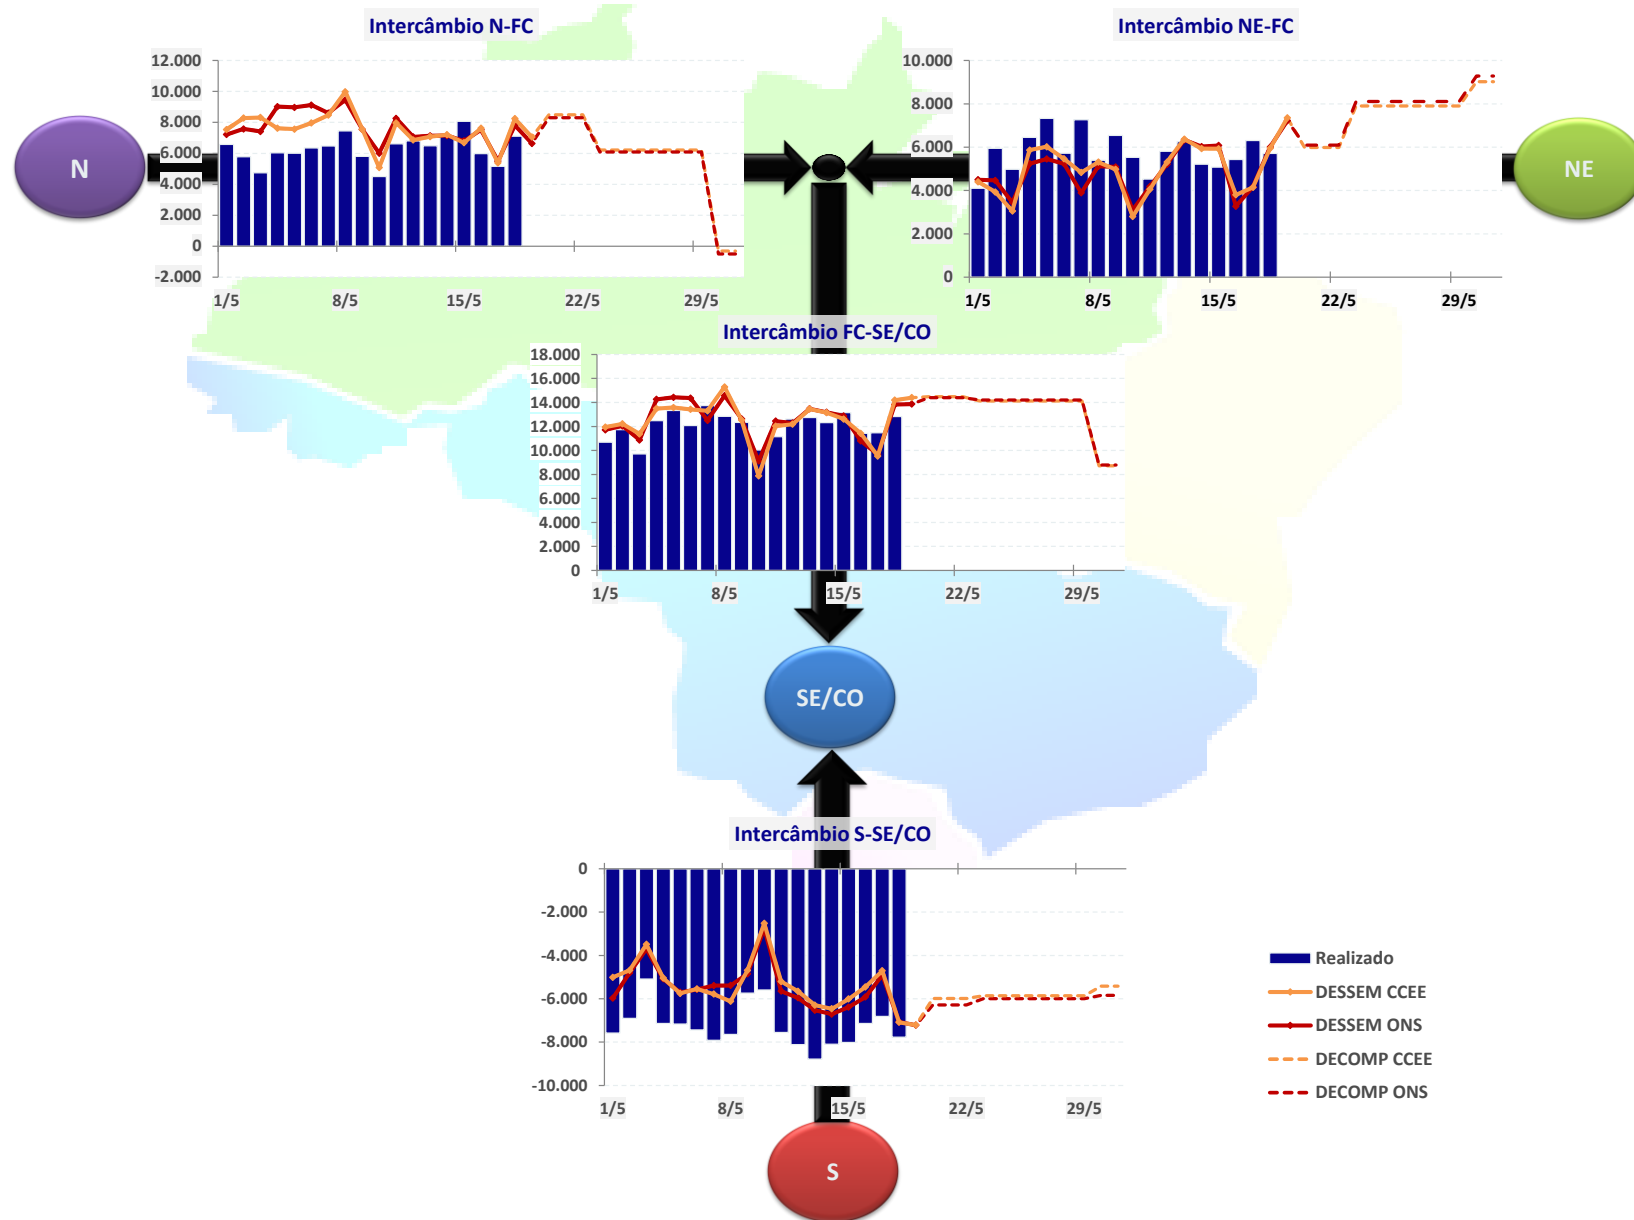 Intercâmbio N-FC
12.000
10.000
8.000
6.000
4.000
2.000
0
-2.000
1/5 8/5 15/5 22/5 29/5
N
Intercâmbio NE-FC
10.000
8.000
6.000
4.000
2.000
0
1/5 8/5 15/5 22/5 29/5
NE
Intercâmbio FC-SE/CO
18.000
16.000
14.000
12.000
10.000
8.000
6.000
4.000
2.000
0
1/5 8/5 15/5 22/5 29/5
SE/CO
Intercâmbio S-SE/CO
0
-2.000
-4.000
-6.000
-8.000
-10.000
1/5 8/5 15/5 22/5 29/5
Realizado
DESSEM CCEE
DESSEM ONS
DECOMP CCEE
DECOMP ONS
S